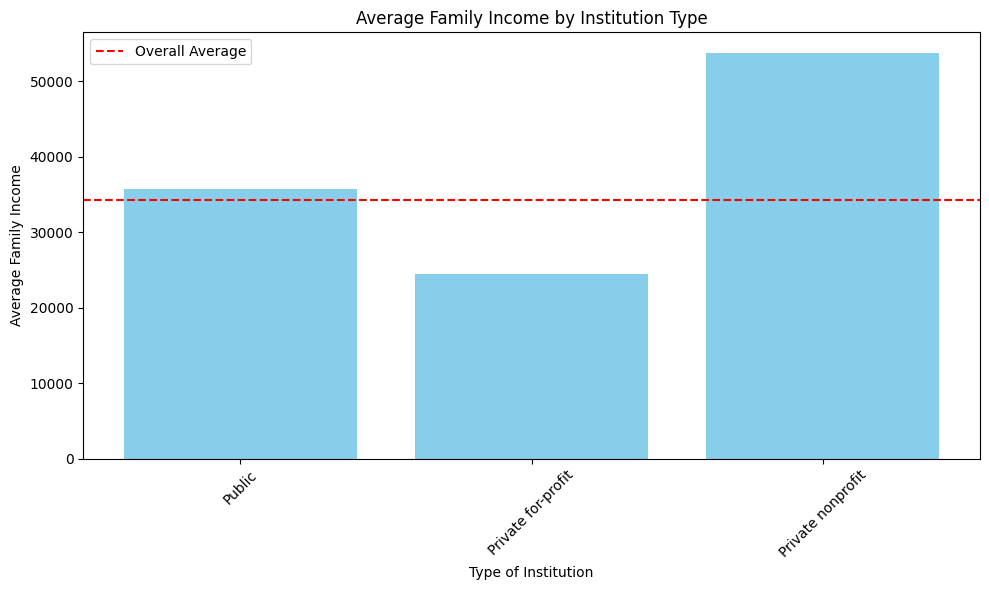 Average Family Income by Institution Type
Overall Average
Average Family Income
50000
40000
30000
20000
10000
0
Public
Private for-profit
Private nonprofit
Type of Institution